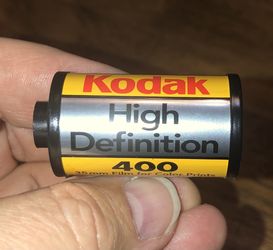 Kodak
High
Definition
400
35mm Film for Color Prints